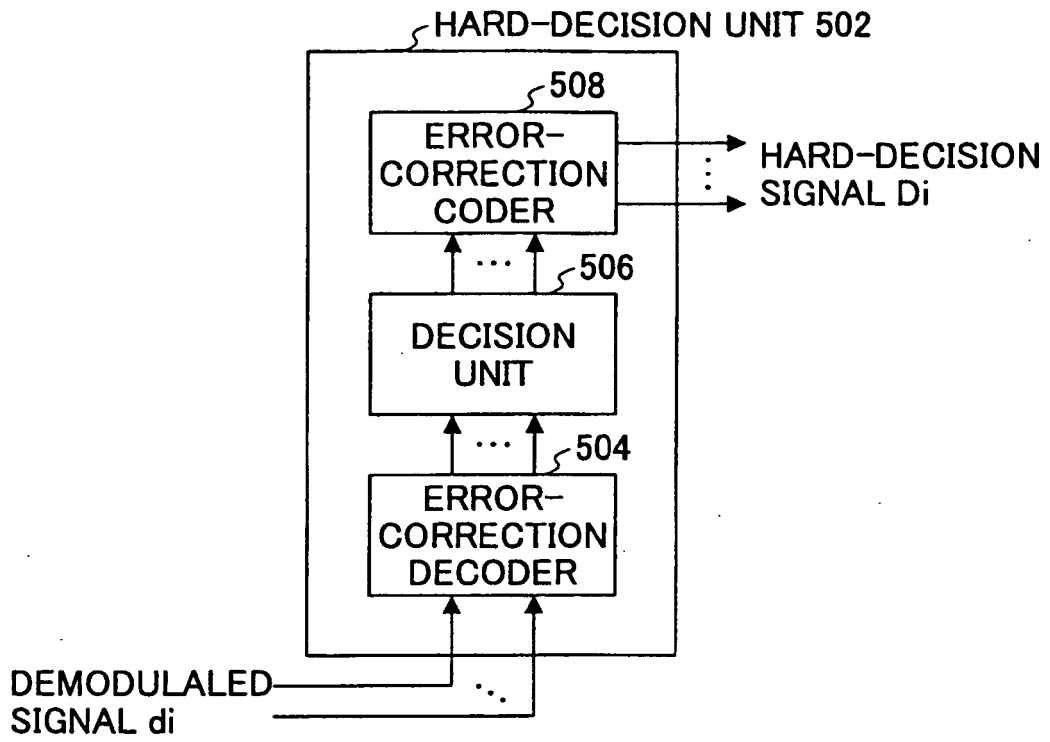 HARD-DECISION UNIT 502
508
ERROR-
CORRECTION
CODER
HARD-DECISION
SIGNAL Di
506
DECISION
UNIT
504
ERROR-
CORRECTION
DECODER
DEMODULALED
SIGNAL di